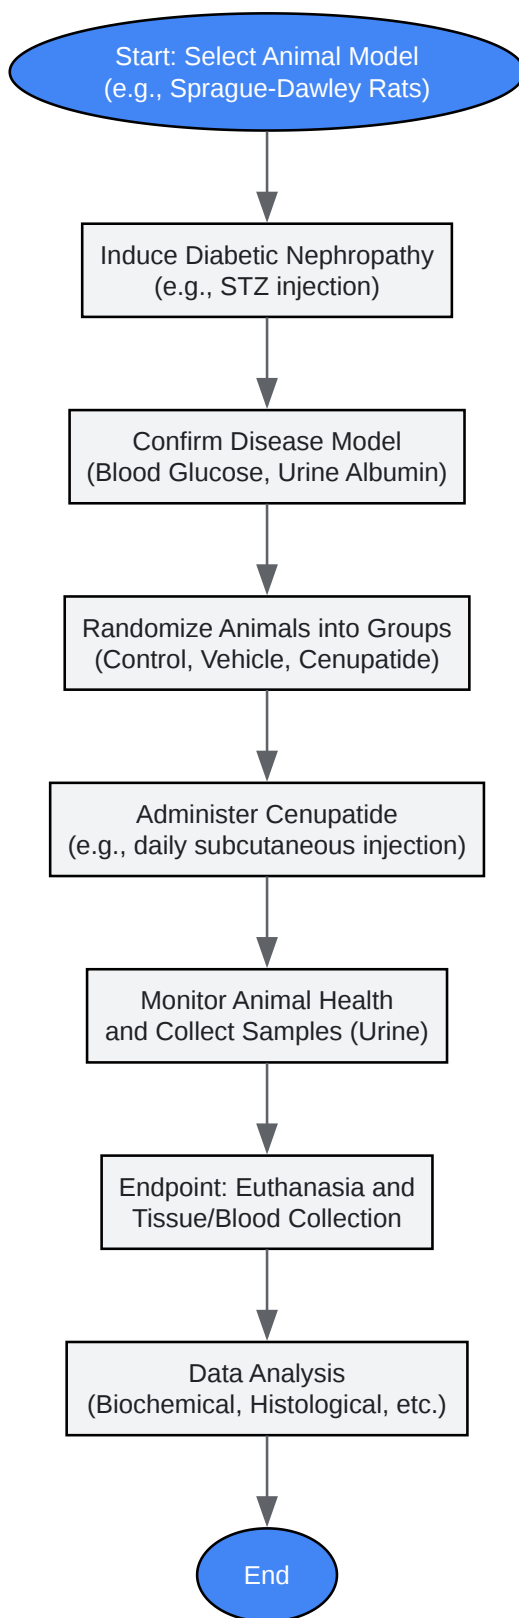 Start: Select Animal Model
(e.g., Sprague-Dawley Rats)
Induce Diabetic Nephropathy
(e.g., STZ injection)
Confirm Disease Model
(Blood Glucose, Urine Albumin)
Randomize Animals into Groups
(Control, Vehicle, Cenupatide)
Administer Cenupatide
(e.g., daily subcutaneous injection)
Monitor Animal Health
and Collect Samples (Urine)
Endpoint: Euthanasia and
Tissue/Blood Collection
Data Analysis
(Biochemical, Histological, etc.)
End